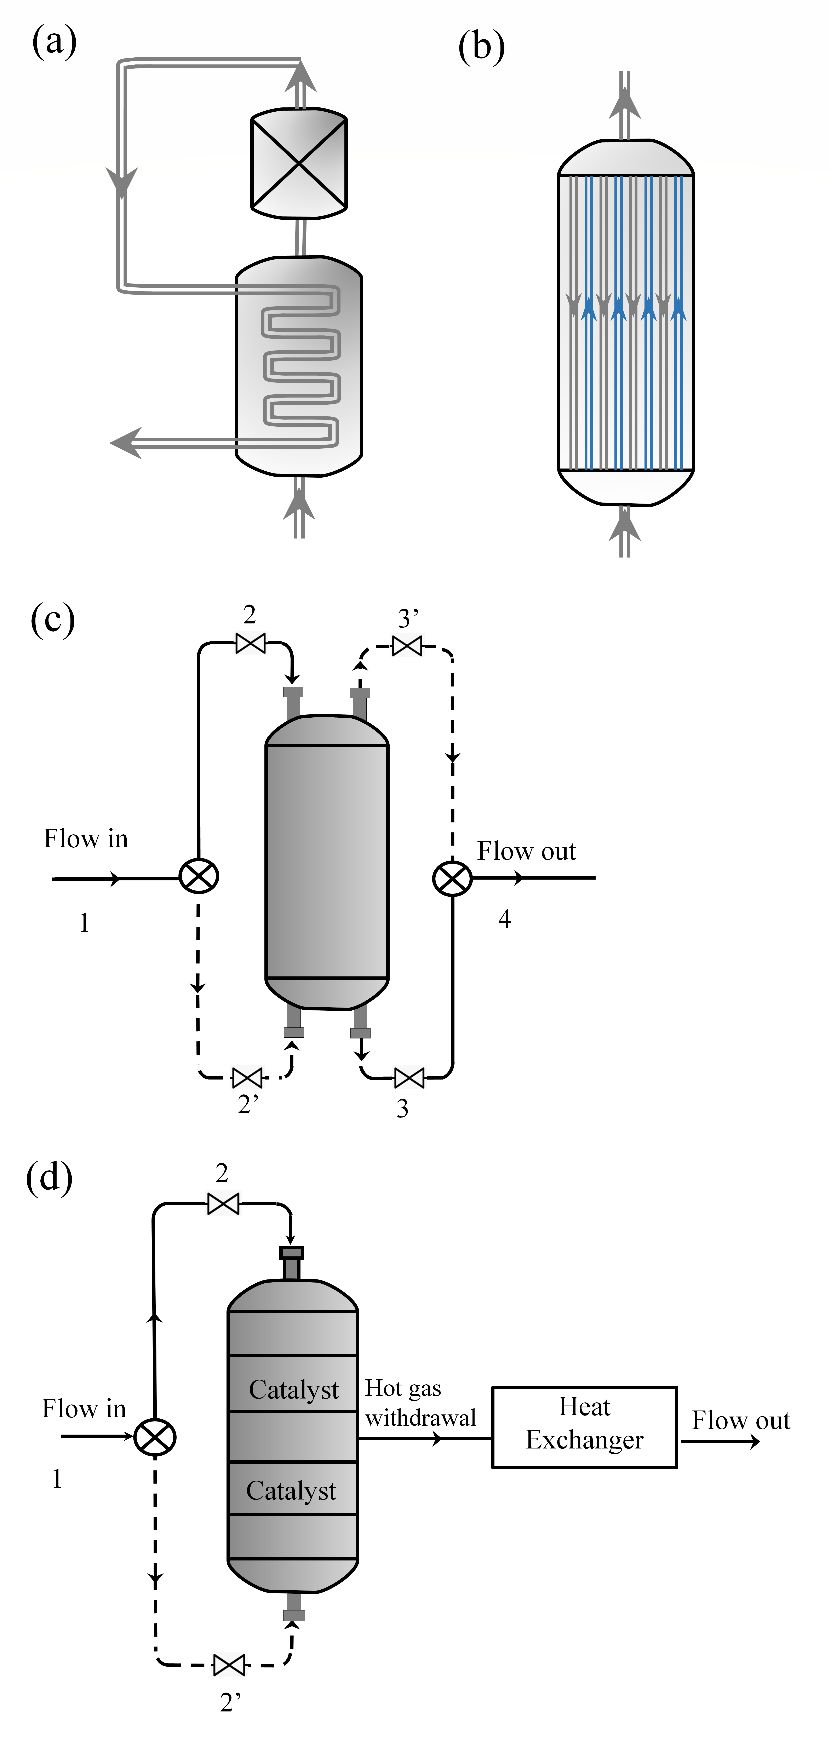 (a)
(b)
(c)
2
3’
Flow in
Flow out
1
4
2’
3
(d)
2
Catalyst
Hot gas
withdrawal
Heat
Exchanger
Flow in
Flow out
1
Catalyst
2’